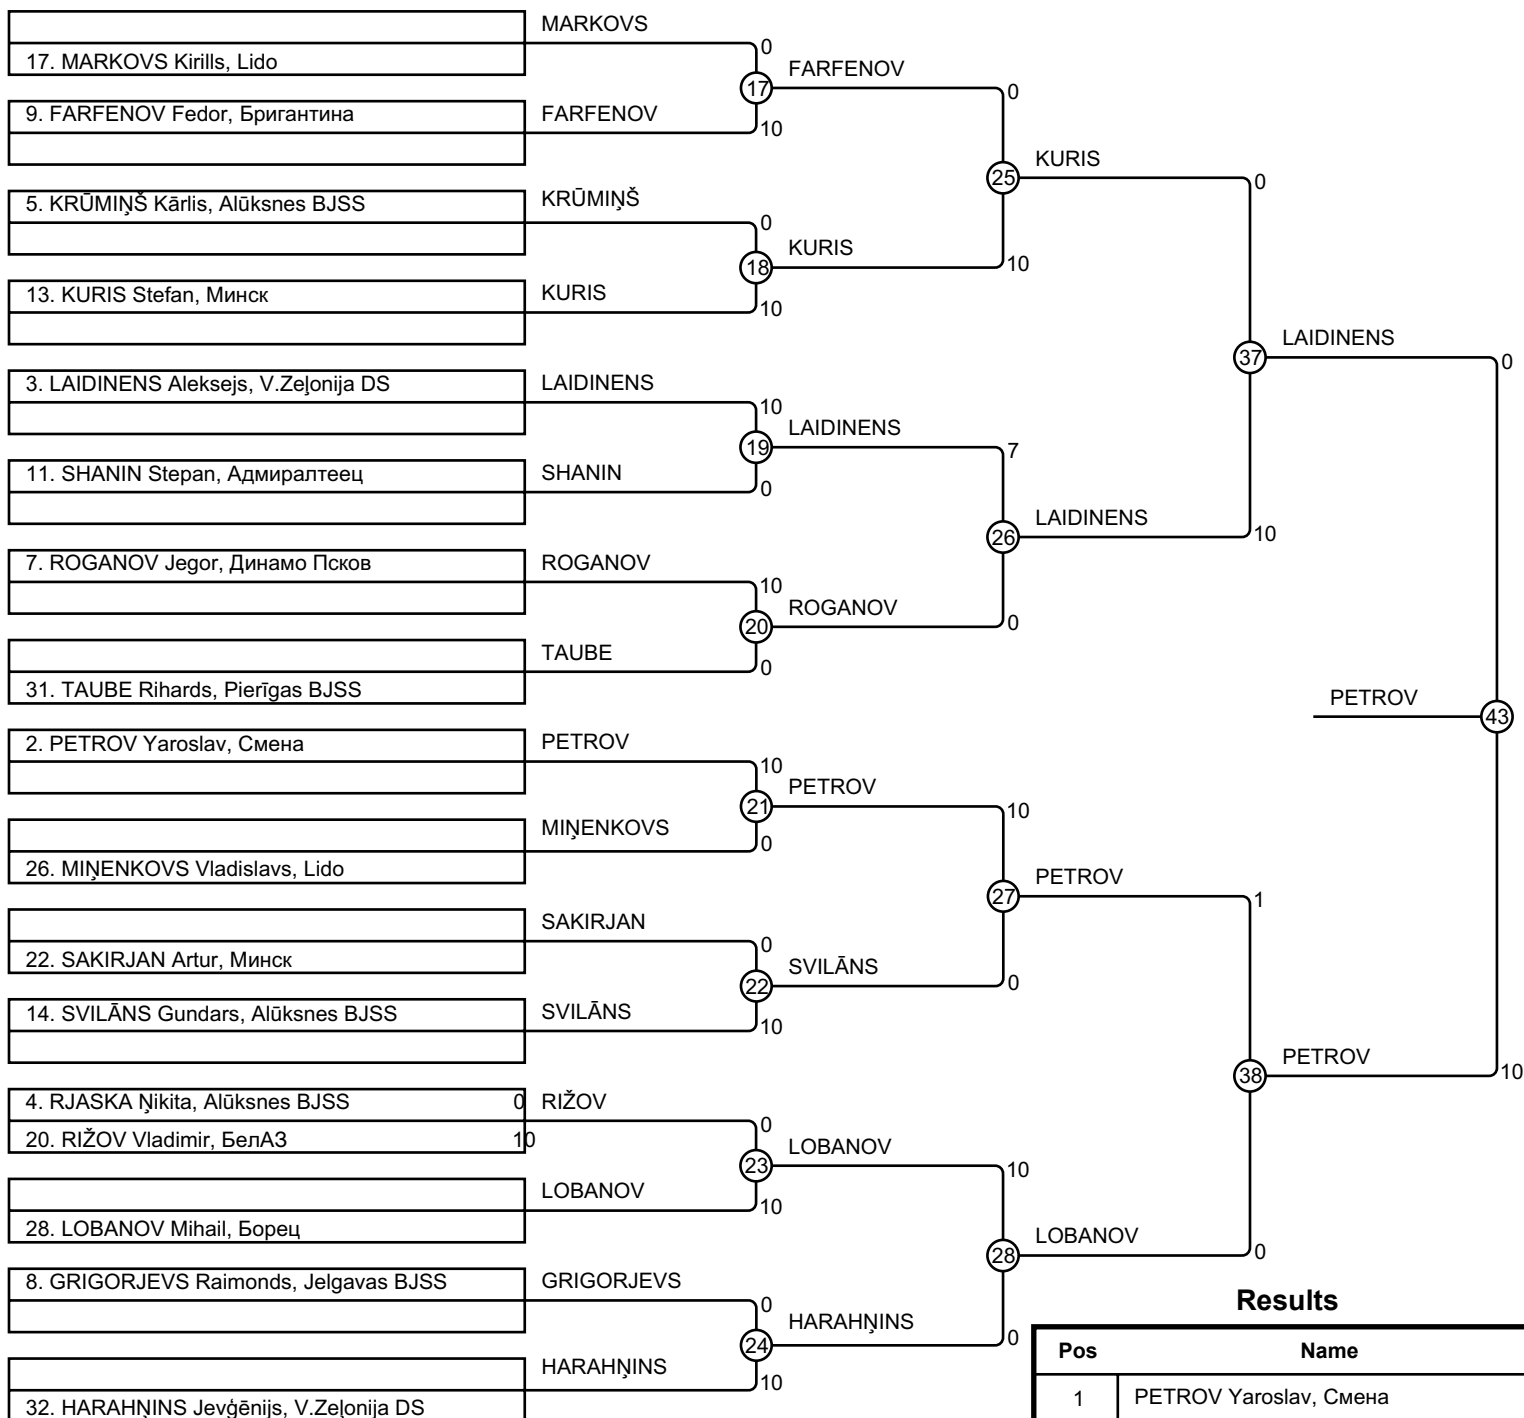 MARKOVS
17. MARKOVS Kirills, Lido
0
17
FARFENOV
9. FARFENOV Fedor, Бригантина
FARFENOV
10
0
25
KURIS
5. KRŪMIŅŠ Kārlis, Alūksnes BJSS
KRŪMIŅŠ
0
18
KURIS
10
13. KURIS Stefan, Минск
KURIS
10
0
37
LAIDINENS
3. LAIDINENS Aleksejs, V.Zeļonija DS
LAIDINENS
10
19
LAIDINENS
11. SHANIN Stepan, Адмиралтеец
SHANIN
0
7
26
LAIDINENS
10
7. ROGANOV Jegor, Динамо Псков
ROGANOV
10
20
ROGANOV
0
TAUBE
31. TAUBE Rihards, Pierīgas BJSS
0
0
PETROV
43
2. PETROV Yaroslav, Смена
PETROV
10
21
PETROV
MIŅENKOVS
26. MIŅENKOVS Vladislavs, Lido
0
10
27
PETROV
1
SAKIRJAN
22. SAKIRJAN Artur, Минск
0
22
SVILĀNS
0
14. SVILĀNS Gundars, Alūksnes BJSS
SVILĀNS
10
38
PETROV
10
4. RJASKA Ņikita, Alūksnes BJSS 0
RIŽOV
20. RIŽOV Vladimir, БелАЗ 10
0
23
LOBANOV
LOBANOV
28. LOBANOV Mihail, Борец
10
10
28
LOBANOV
0
8. GRIGORJEVS Raimonds, Jelgavas BJSS
GRIGORJEVS
0
24
HARAHŅINS
0
HARAHŅINS
32. HARAHŅINS Jevģēnijs, V.Zeļonija DS
10
Results
Pos Name
1 PETROV Yaroslav, Смена